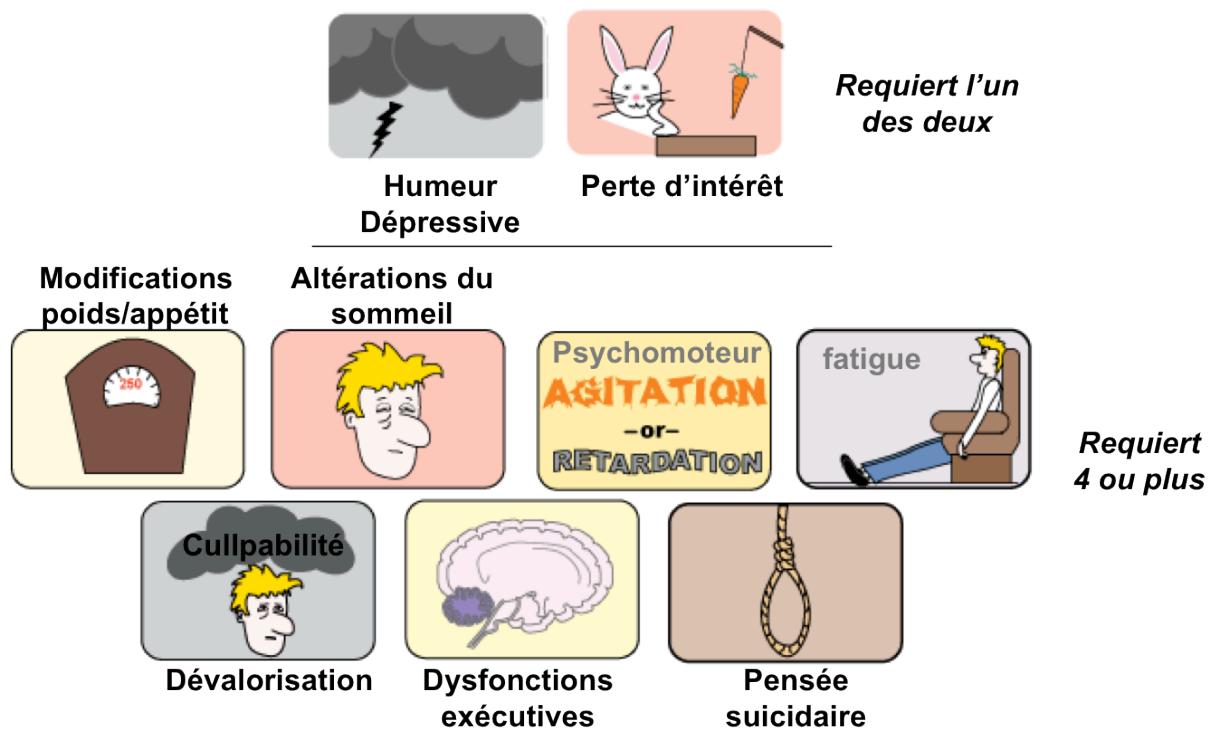 Requiert l’un
des deux
Humeur
Dépressive
Perte d’intérêt
Modifications
poids/appétit
Altérations du
sommeil
250
Psychomoteur
AGITATION
–or–
RETARDATION
fatigue
Requiert
4 ou plus
Cullpabilité
Dévalorisation
Dysfonctions
exécutives
Pensée
suicidaire